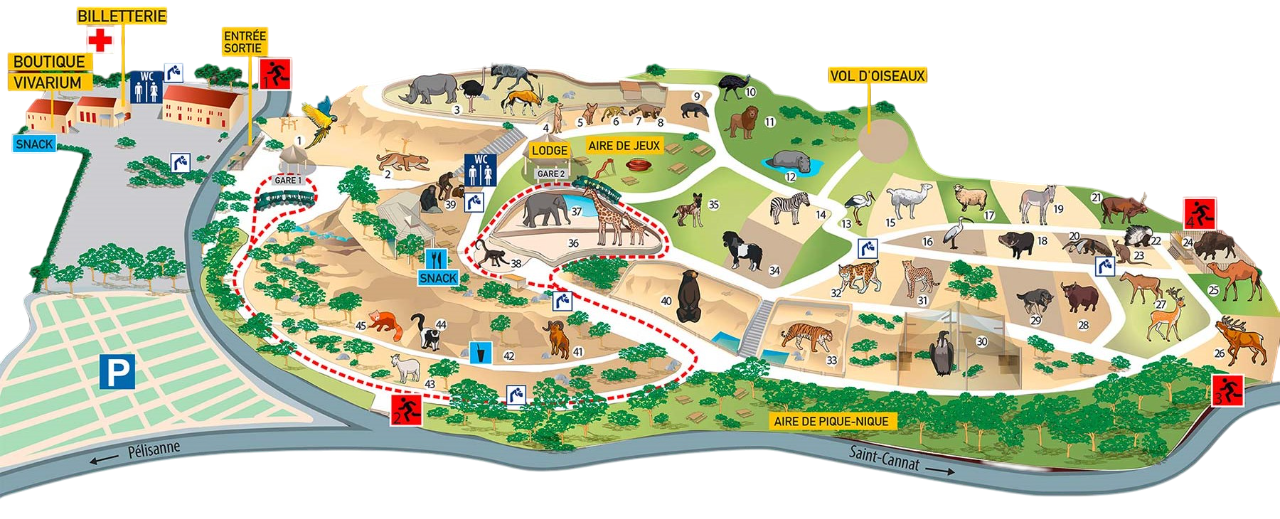 BILLETTERIE
ENTRÉE
SORTIE
BOUTIQUE
VIVARIUM
WC
SNACK
VOL D'OISEAUX
1
2
3
4
5
6
7
8
9
10
11
12
LODGE
AIRE DE JEUX
GARE 2
GARE 1
WC
39
37
36
38
35
34
14
13
15
16
17
18
19
20
21
22
23
24
4
25
26
27
28
29
30
31
32
33
40
SNACK
45
44
43
42
41
P
2
3
AIRE DE PIQUE-NIQUE
Pélisanne
Saint-Cannat